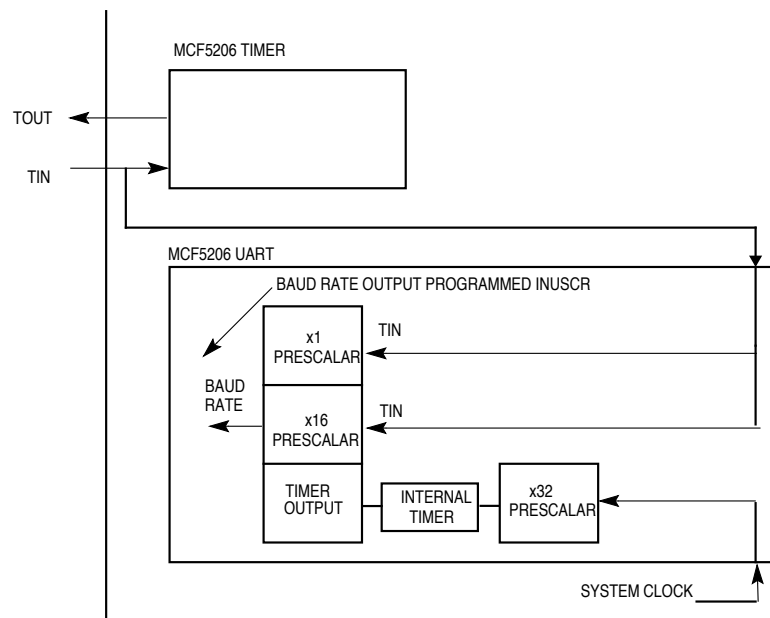 MCF5206 TIMER
TOUT
TIN
MCF5206 UART
BAUD RATE OUTPUT PROGRAMMED INUSCR
x1
PRESCALAR
TIN
BAUD
RATE
x16
PRESCALAR
TIN
TIMER
OUTPUT
INTERNAL
TIMER
x32
PRESCALAR
SYSTEM CLOCK